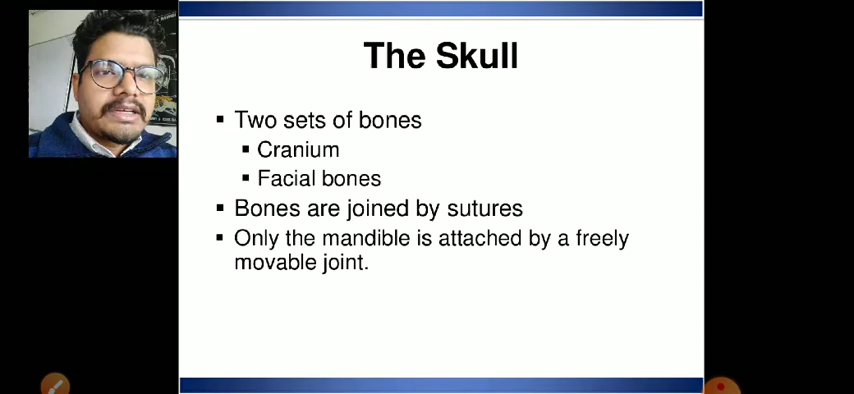 The Skull
▪ Two sets of bones
▪ Cranium
▪ Facial bones
▪ Bones are joined by sutures
▪ Only the mandible is attached by a freely
movable joint.